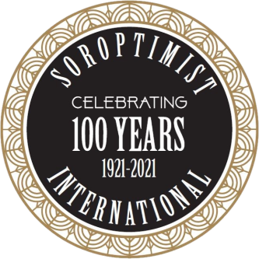 SOROPTIMIST
CELEBRATING
100 YEARS
1921-2021
INTERNATIONAL